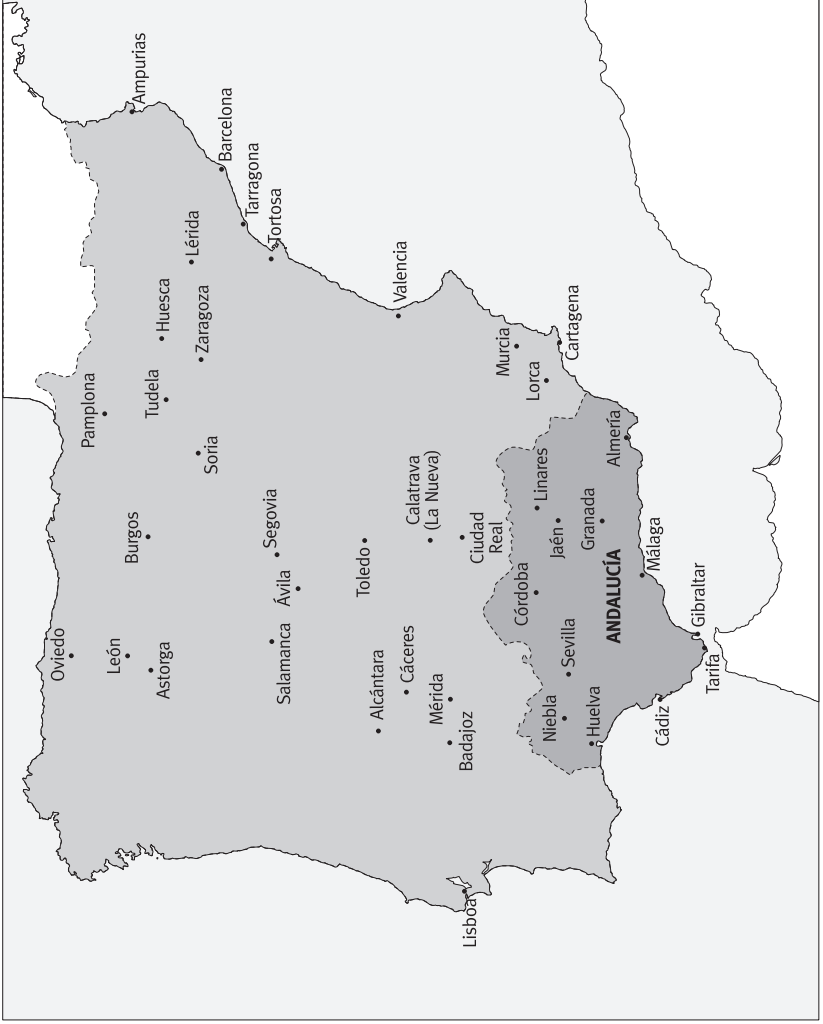 Oviedo
Pamplona
León
Burgos
Ampurias
Tudela
Astorga
Huesca
Lérida
Zaragoza
Soria
Barcelona
Tarragona
Segovia
Tortosa
Salamanca
Ávila
Toledo
Alcántara
Valencia
Cáceres
Calatrava
(La Nueva)
Mérida
Badajoz
Lisboa
Ciudad
Real
Murcia
Córdoba
Lorca
Linares
Niebla
Jaén
Sevilla
Cartagena
Granada
Huelva
ANDALUCÍA
Almería
Málaga
Cádiz
Gibraltar
Tarifa